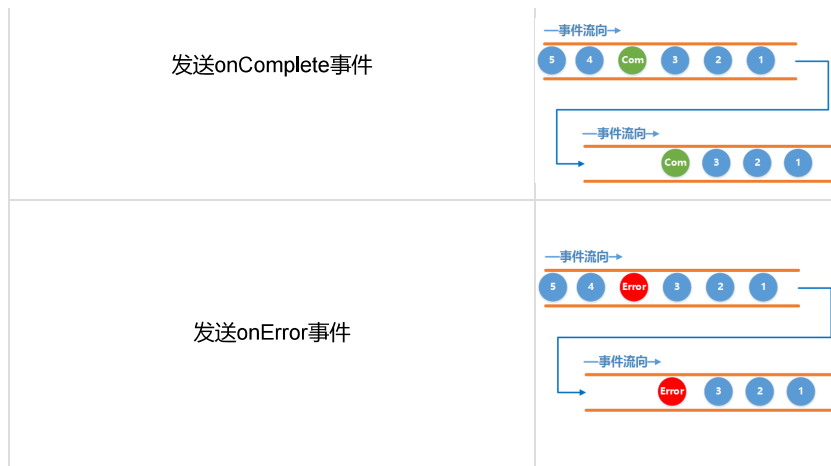 发送onComplete事件
事件流向
5 4 Com 3 2 1
事件流向
Com 3 2 1
发送onError事件
事件流向
5 4 Error 3 2 1
事件流向
Error 3 2 1